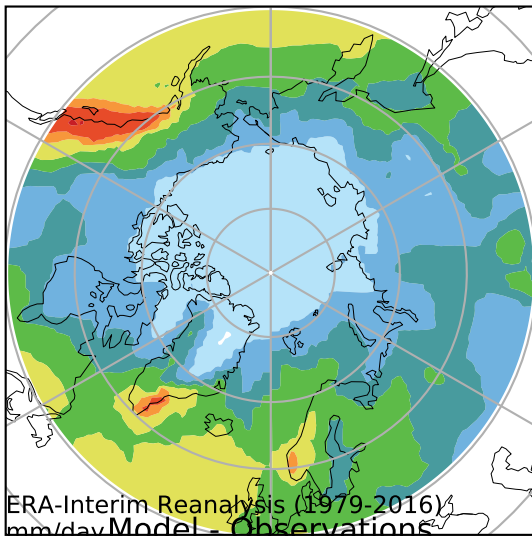 ERA-Interim Reanalysis (1979-2016)
mm/day Model - Observations